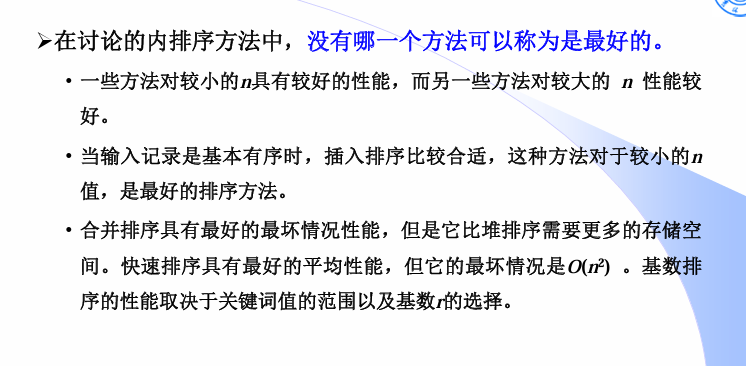 ➢在讨论的内排序方法中，没有哪一个方法可以称为是最好的。
• 一些方法对较小的n具有较好的性能，而另一些方法对较大的 n 性能较
好。
• 当输入记录是基本有序时，插入排序比较合适，这种方法对于较小的n
值，是最好的排序方法。
• 合并排序具有最好的最坏情况性能，但是它比堆排序需要更多的存储空
间。快速排序具有最好的平均性能，但它的最坏情况是O(n²) 。基数排
序的性能取决于关键词值的范围以及基数r的选择。